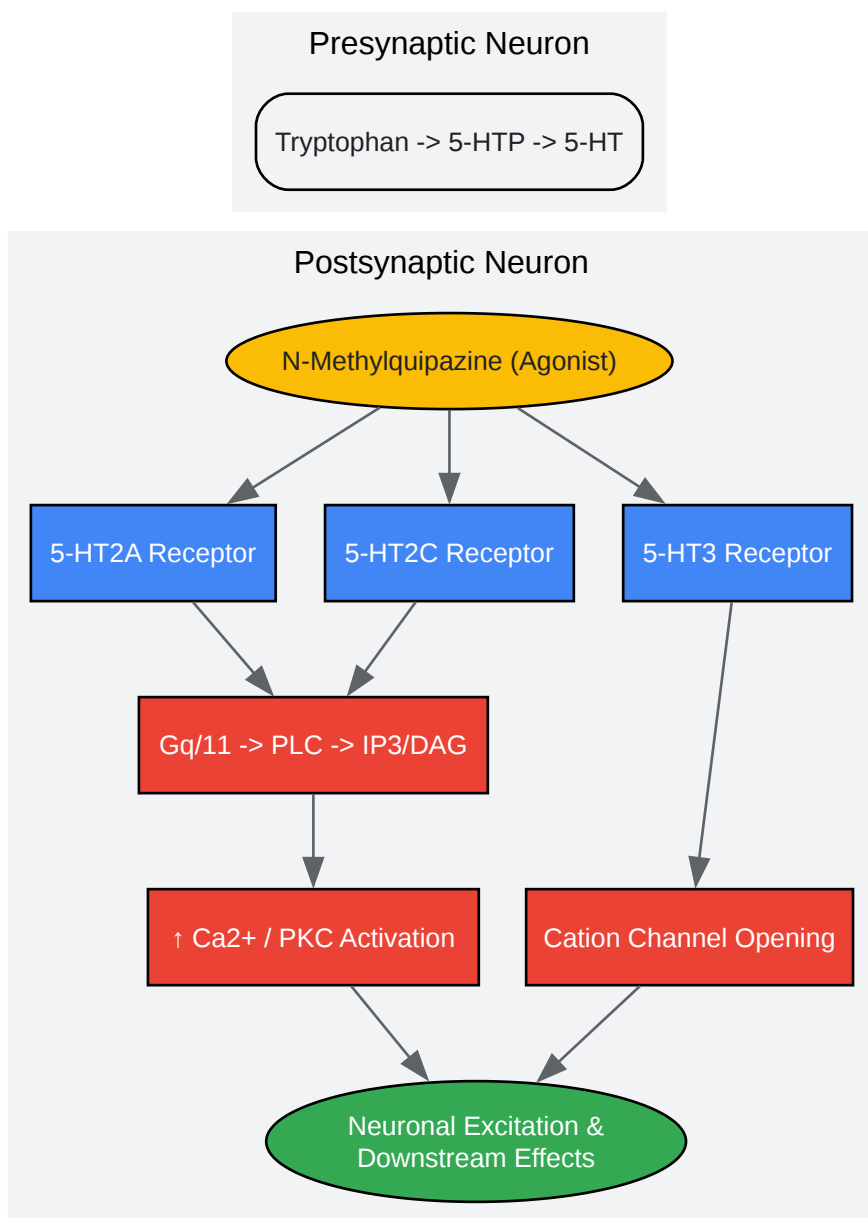 Presynaptic Neuron
Tryptophan -> 5-HTP -> 5-HT
Postsynaptic Neuron
N-Methylquipazine (Agonist)
5-HT2A Receptor
5-HT2C Receptor
5-HT3 Receptor
Gq/11 -> PLC -> IP3/DAG
↑ Ca2+ / PKC Activation
Cation Channel Opening
Neuronal Excitation &
Downstream Effects